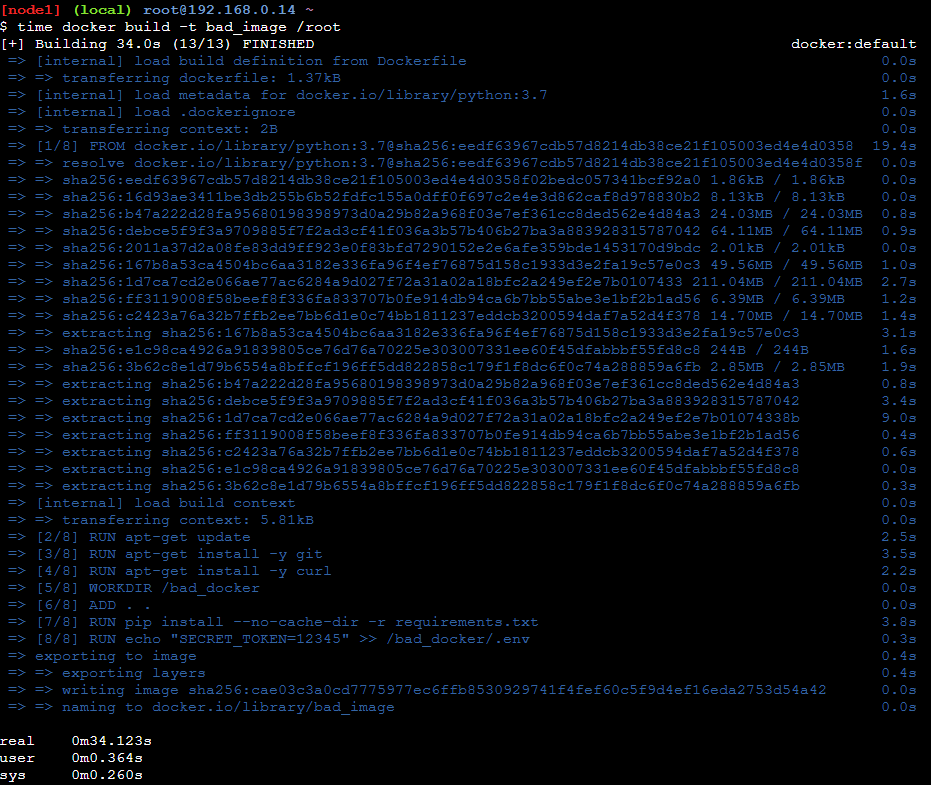 [node1] (local) root@192.168.0.14 ~
$ time docker build -t bad_image /root
[+] Building 34.0s (13/13) FINISHED docker:default
=> [internal] load build definition from Dockerfile 0.0s
=> => transferring dockerfile: 1.37kB 0.0s
=> [internal] load metadata for docker.io/library/python:3.7 1.6s
=> [internal] load .dockerignore 0.0s
=> => transferring context: 2B 0.0s
=> [1/8] FROM docker.io/library/python:3.7@sha256:eedf63967cdb57d8214db38ce21f105003ed4e4d0358 19.4s
=> => resolve docker.io/library/python:3.7@sha256:eedf63967cdb57d8214db38ce21f105003ed4e4d0358f 0.0s
=> => sha256:eedf63967cdb57d8214db38ce21f105003ed4e4d0358f02bedc057341bcf92a0 1.86kB / 1.86kB 0.0s
=> => sha256:16d93ae3411be3db255b6b52fdfc155a0dff0f697c2e4e3d862caf8d978830b2 8.13kB / 8.13kB 0.0s
=> => sha256:b47a222d28fa95680198398973d0a29b82a968f03e7ef361cc8ded562e4d84a3 24.03MB / 24.03MB 0.8s
=> => sha256:debce5f9f3a9709885f7f2ad3cf41f036a3b57b406b27ba3a883928315787042 64.11MB / 64.11MB 0.9s
=> => sha256:2011a37d2a08fe83dd9ff923e0f83bfd7290152e2e6afe359bde1453170d9bdc 2.01kB / 2.01kB 0.0s
=> => sha256:167b8a53ca4504bc6aa3182e336fa96f4ef76875d158c1933d3e2fa19c57e0c3 49.56MB / 49.56MB 1.0s
=> => sha256:1d7ca7cd2e066ae77ac6284a9d027f72a31a02a18bfc2a249ef2e7b0107433 211.04MB / 211.04MB 2.7s
=> => sha256:ff3119008f58beef8f336fa833707b0fe914db94ca6b7bb55abe3e1bf2b1ad56 6.39MB / 6.39MB 1.2s
=> => sha256:c2423a76a32b7ffb2ee7bb6d1e0c74bb1811237eddcb3200594daf7a52d4f378 14.70MB / 14.70MB 1.4s
=> => extracting sha256:167b8a53ca4504bc6aa3182e336fa96f4ef76875d158c1933d3e2fa19c57e0c3 3.1s
=> => sha256:e1c98ca4926a91839805ce76d76a70225e303007331ee60f45dfabbbf55fd8c8 244B / 244B 1.6s
=> => sha256:3b62c8e1d79b6554a8bffcf196ff5dd822858c179f1f8dc6f0c74a288859a6fb 2.85MB / 2.85MB 1.9s
=> => extracting sha256:b47a222d28fa95680198398973d0a29b82a968f03e7ef361cc8ded562e4d84a3 0.8s
=> => extracting sha256:debce5f9f3a9709885f7f2ad3cf41f036a3b57b406b27ba3a883928315787042 3.4s
=> => extracting sha256:1d7ca7cd2e066ae77ac6284a9d027f72a31a02a18bfc2a249ef2e7b01074338b 9.0s
=> => extracting sha256:ff3119008f58beef8f336fa833707b0fe914db94ca6b7bb55abe3e1bf2b1ad56 0.4s
=> => extracting sha256:c2423a76a32b7ffb2ee7bb6d1e0c74bb1811237eddcb3200594daf7a52d4f378 0.6s
=> => extracting sha256:e1c98ca4926a91839805ce76d76a70225e303007331ee60f45dfabbbf55fd8c8 0.0s
=> => extracting sha256:3b62c8e1d79b6554a8bffcf196ff5dd822858c179f1f8dc6f0c74a288859a6fb 0.3s
=> [internal] load build context 0.0s
=> => transferring context: 5.81kB 0.0s
=> [2/8] RUN apt-get update 2.5s
=> [3/8] RUN apt-get install -y git 3.5s
=> [4/8] RUN apt-get install -y curl 2.2s
=> [5/8] WORKDIR /bad_docker 0.0s
=> [6/8] ADD . . 0.0s
=> [7/8] RUN pip install --no-cache-dir -r requirements.txt 3.8s
=> [8/8] RUN echo "SECRET_TOKEN=12345" >> /bad_docker/.env 0.3s
=> exporting to image 0.4s
=> => exporting layers 0.4s
=> => writing image sha256:cae03c3a0cd7775977ec6ffb8530929741f4fef60c5f9d4ef16eda2753d54a42 0.0s
=> => naming to docker.io/library/bad_image 0.0s
real 0m34.123s
user 0m0.364s
sys 0m0.260s